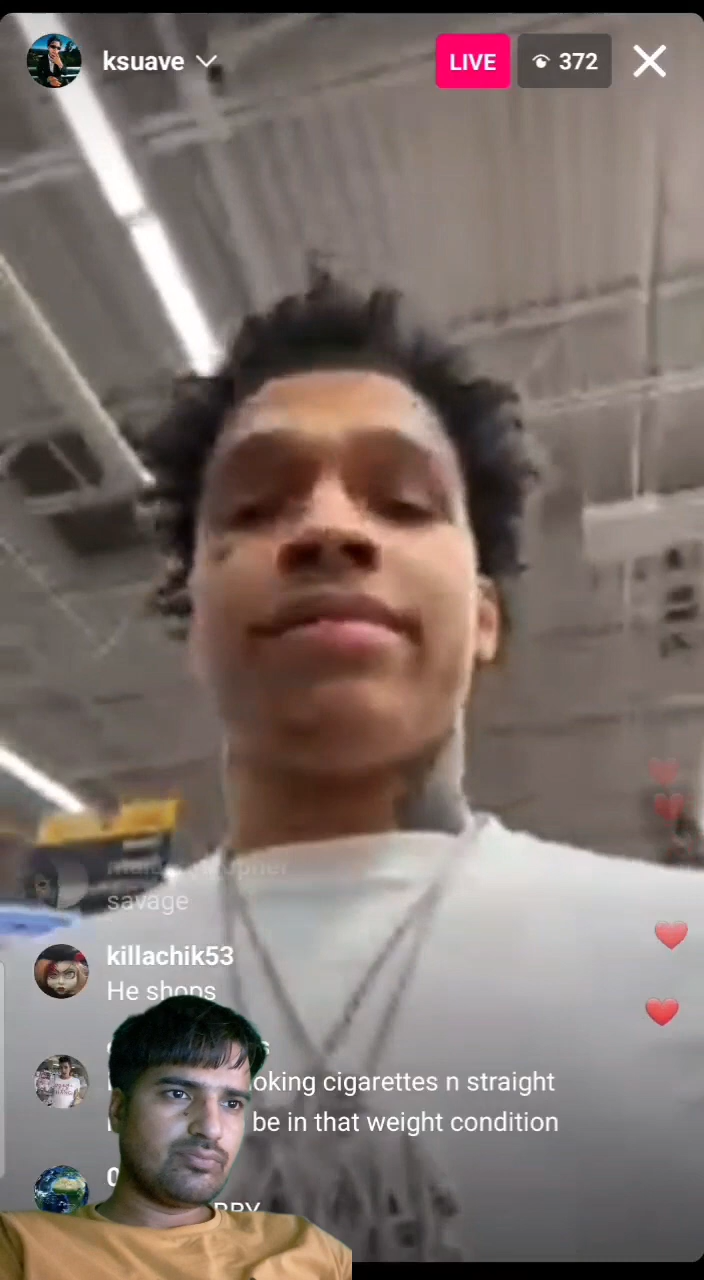 ksuave
LIVE
372
savage
killachik53
He shops
oking cigarettes n straight
be in that weight condition